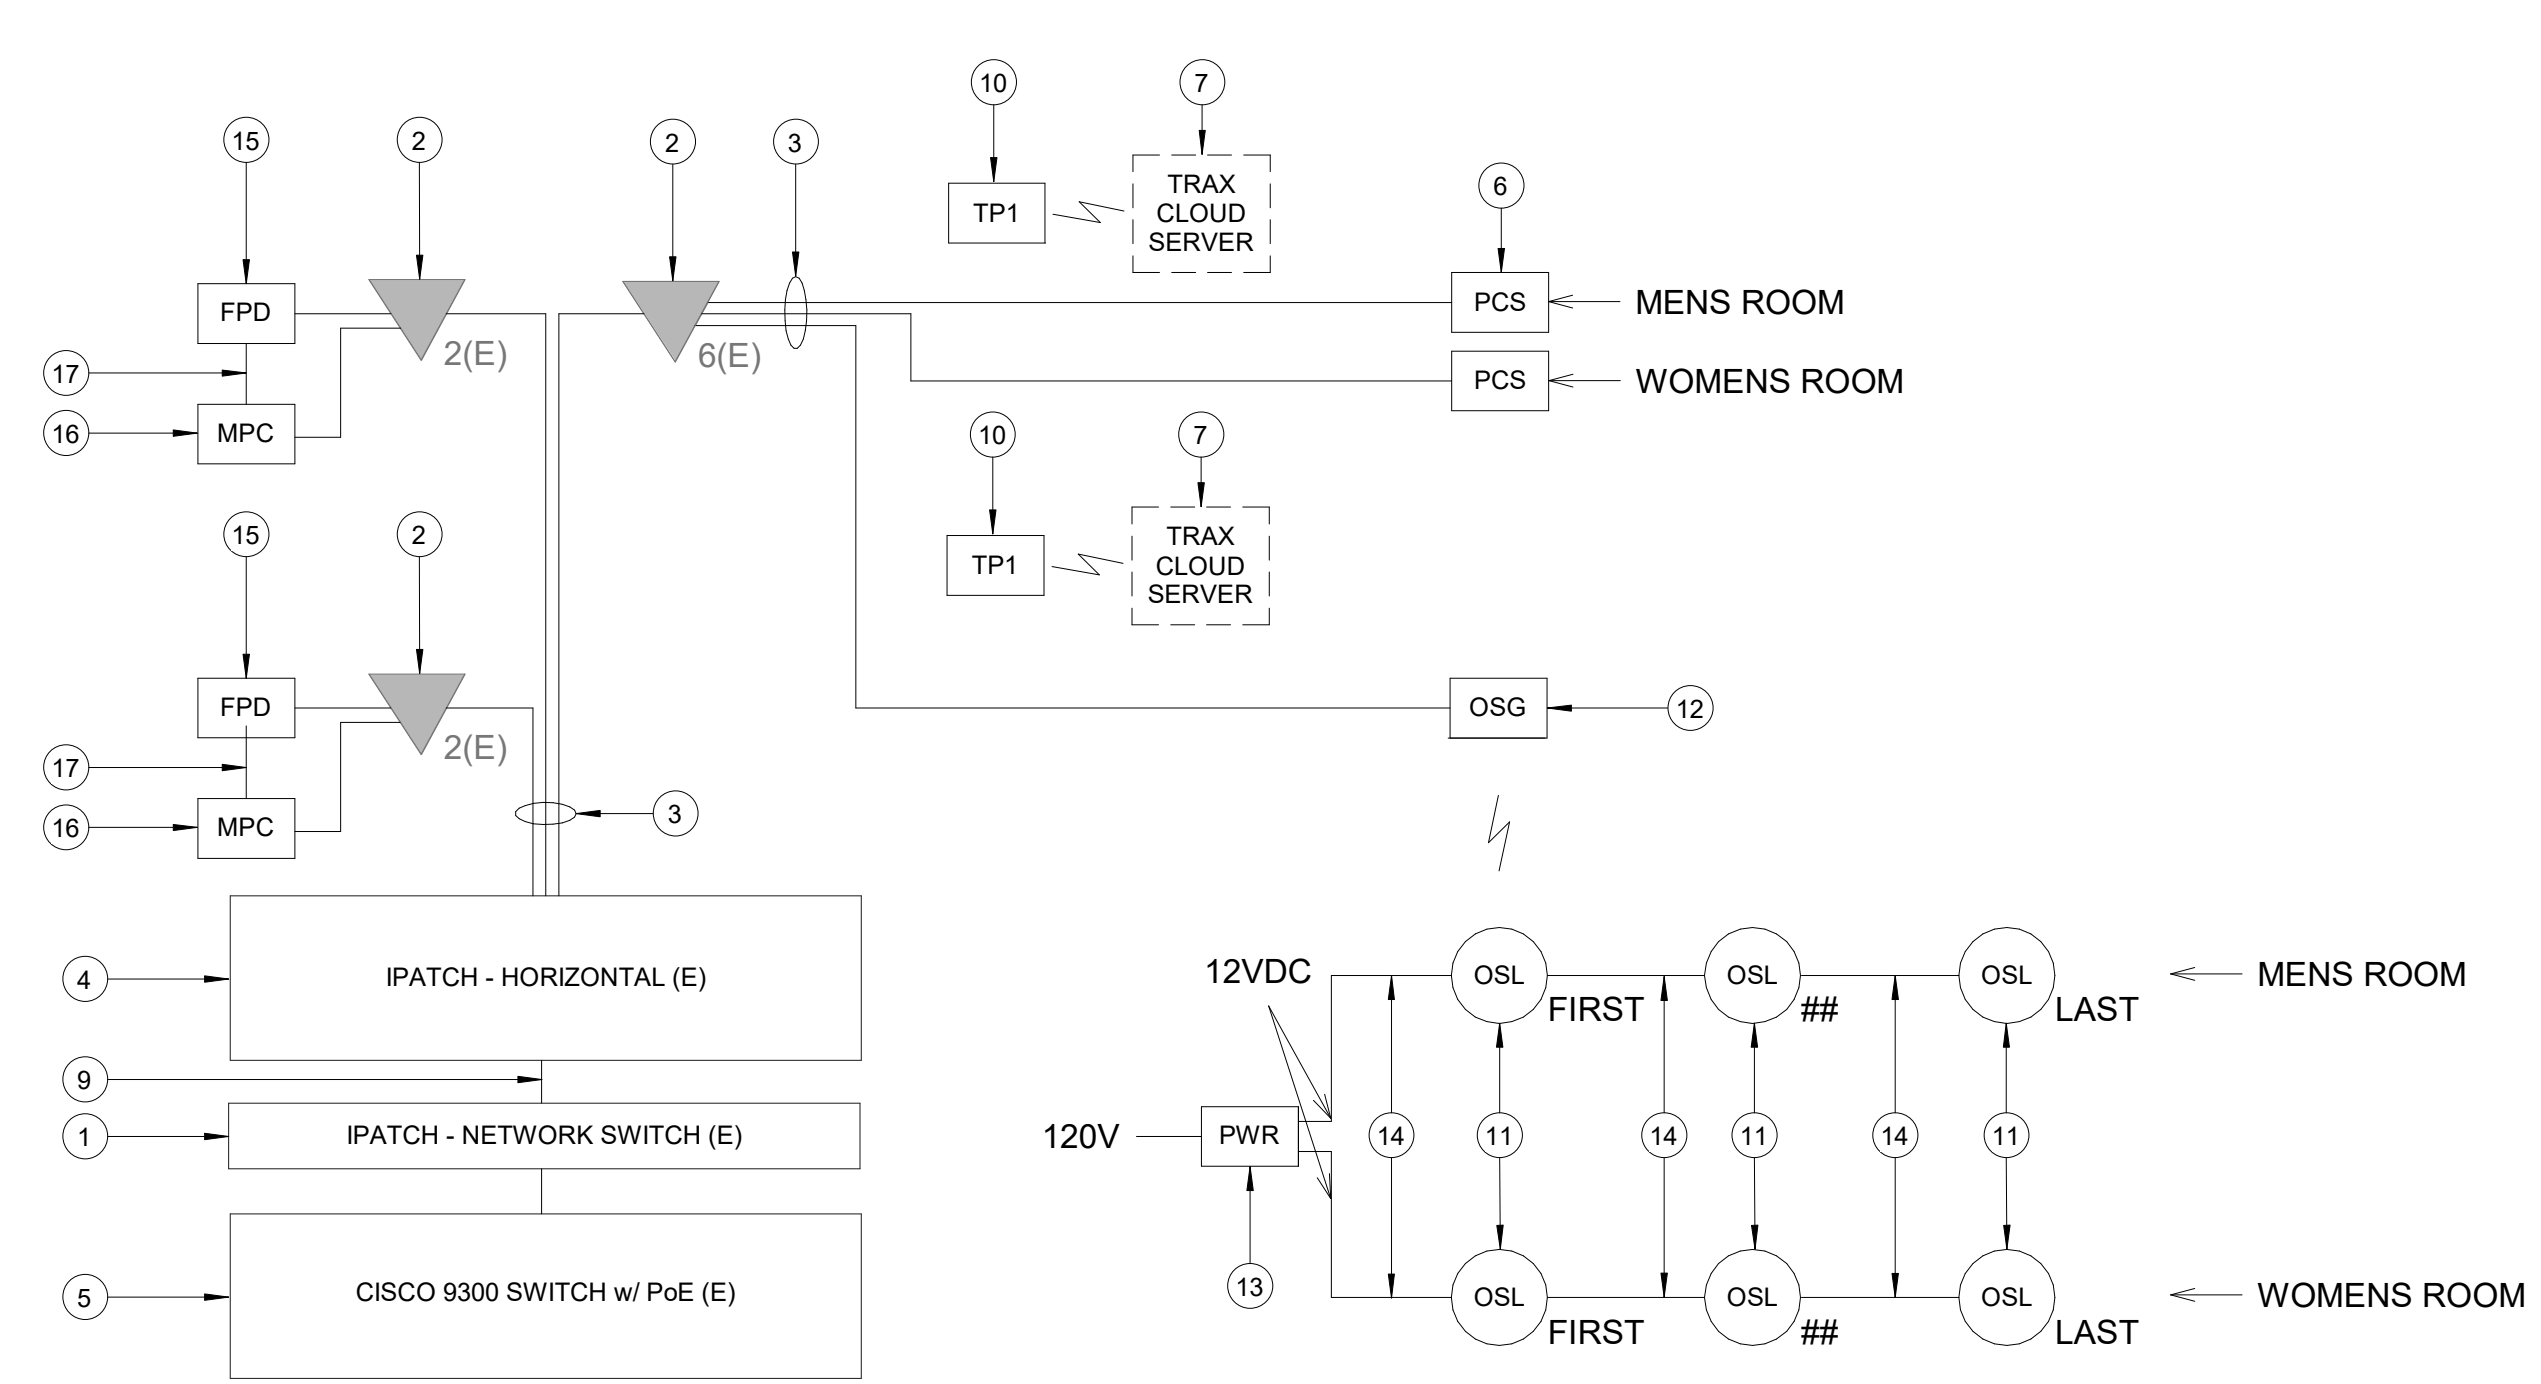 10
7
15
2
2
3
TRAX
CLOUD
SERVER
TP1
6
FPD
2(E)
6(E)
PCS
MENS ROOM
17
PCS
WOMENS ROOM
16
MPC
10
7
15
2
TRAX
CLOUD
SERVER
TP1
FPD
2(E)
OSG
12
17
16
MPC
3
4
IPATCH - HORIZONTAL (E)
12VDC
OSL
FIRST
OSL
##
OSL
LAST
MENS ROOM
9
1
IPATCH - NETWORK SWITCH (E)
120V
PWR
14
11
14
11
14
11
5
CISCO 9300 SWITCH w/ PoE (E)
13
OSL
FIRST
OSL
##
OSL
LAST
WOMENS ROOM